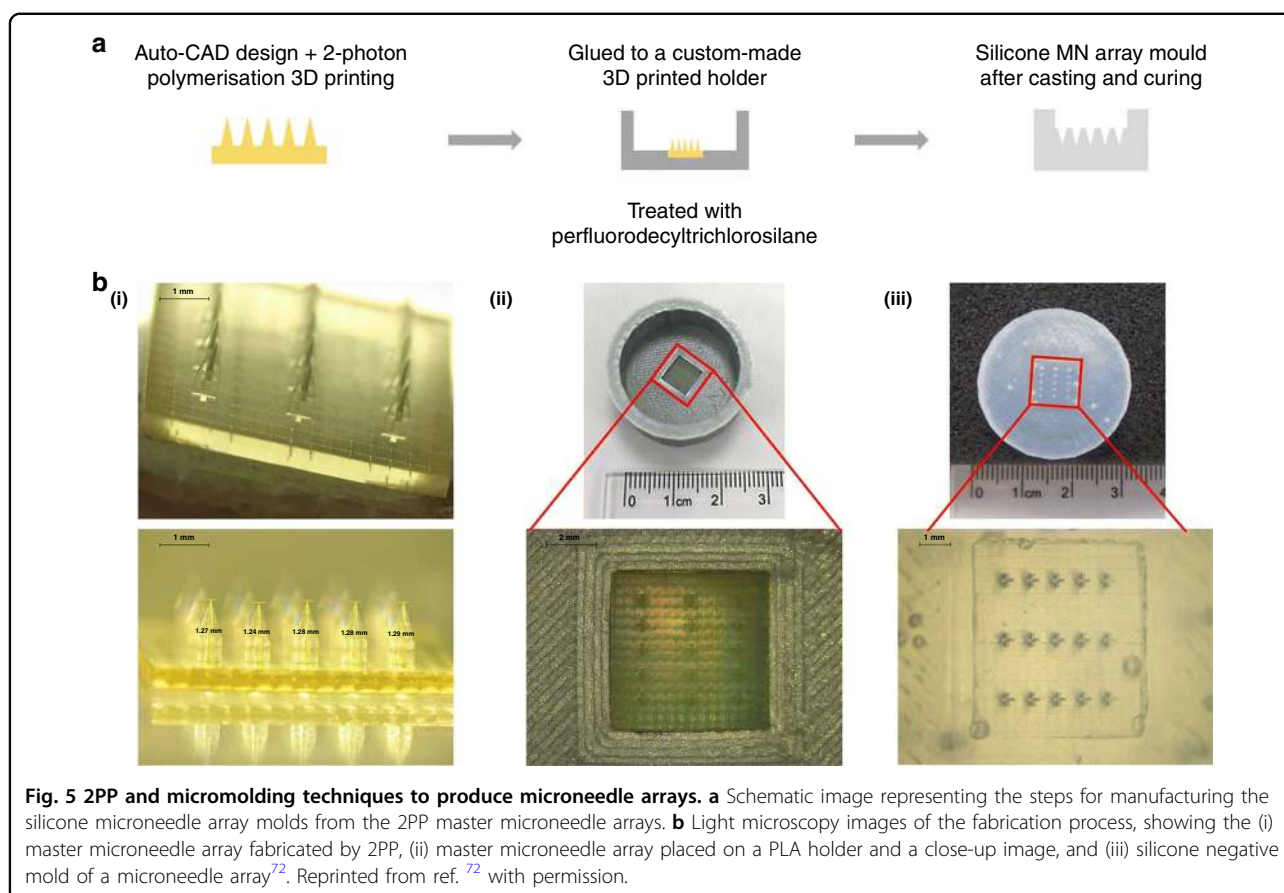 a
Auto-CAD design + 2-photon
polymerisation 3D printing
Glued to a custom-made
3D printed holder
Silicone MN array mould
after casting and curing
Treated with
perfluorodecyltrichlorosilane
b
(i)
(ii)
(iii)
1 mm
0 1 cm 2 3
0 1 cm 2 3 4
1 mm
1.27 mm 1.24 mm 1.28 mm 1.28 mm 1.29 mm
2 mm
1 mm
Fig. 5 2PP and micromolding techniques to produce microneedle arrays. a Schematic image representing the steps for manufacturing the
silicone microneedle array molds from the 2PP master microneedle arrays. b Light microscopy images of the fabrication process, showing the (i)
master microneedle array fabricated by 2PP, (ii) master microneedle array placed on a PLA holder and a close-up image, and (iii) silicone negative
mold of a microneedle array72. Reprinted from ref. 72 with permission.